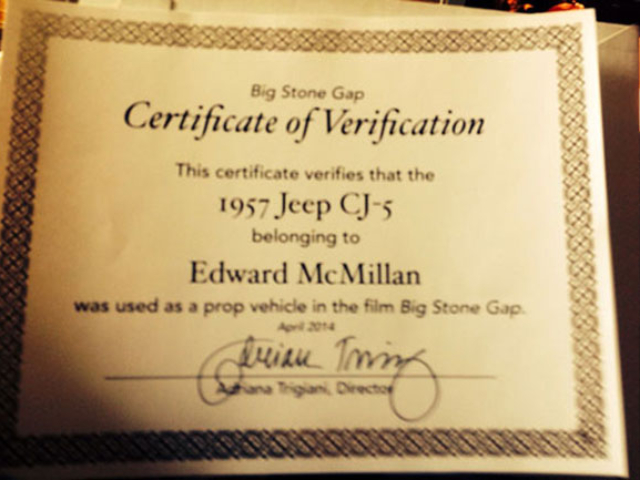 Big Stone Gap
Certificate of Verification
This certificate verifies that the
1957 Jeep CJ-5
belonging to
Edward McMillan
was used as a prop vehicle in the film Big Stone Gap.
April 2014
Adriana Trigiani, Director